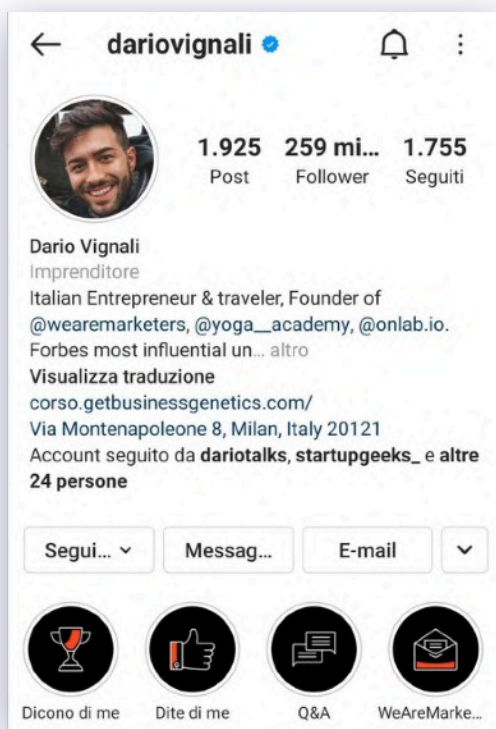 dariovignali
1.925 259 mi... 1.755
Post Follower Seguiti
Dario Vignali
Imprenditore
Italian Entrepreneur & traveler, Founder of
@wearemarketers, @yoga__academy, @onlab.io.
Forbes most influential un... altro
Visualizza traduzione
corso.getbusinessgenetics.com/
Via Montenapoleone 8, Milan, Italy 20121
Account seguito da dariotalks, startupgeeks_ e altre
24 persone
Segui... Messag... E-mail
Dicono di me Dite di me Q&A WeAreMarke...